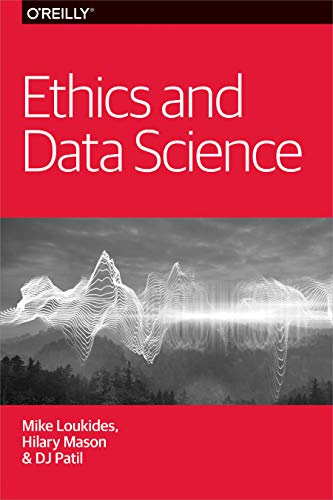 O'REILLY®
Ethics and
Data Science
Mike Loukides,
Hilary Mason
& DJ Patil